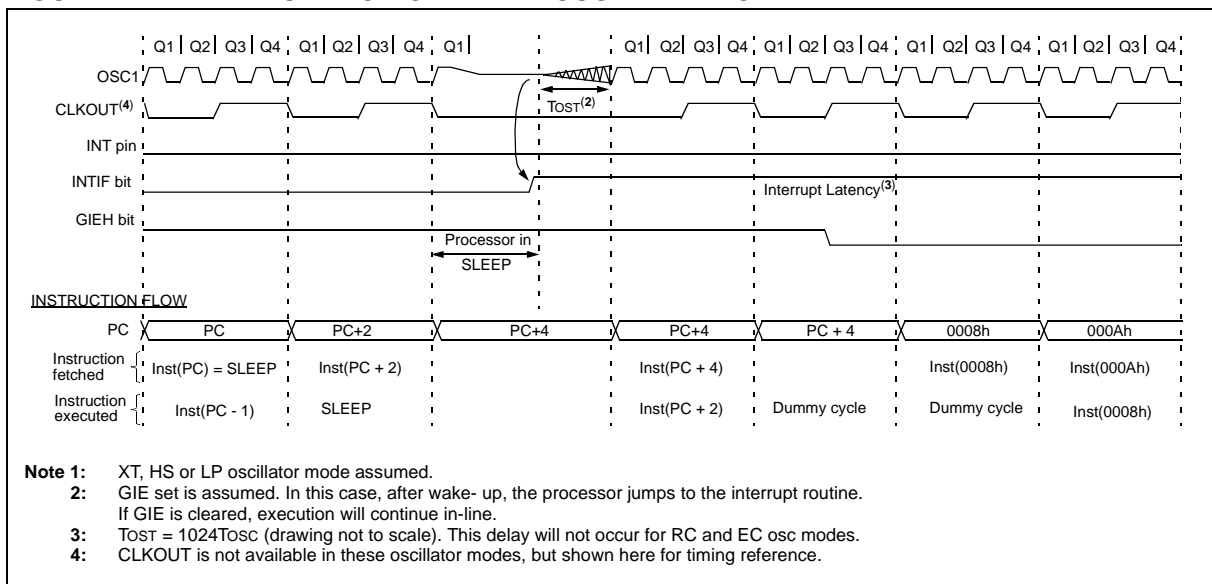 Q1 Q2 Q3 Q4 Q1 Q2 Q3 Q4 Q1 Q1 Q2 Q3 Q4 Q1 Q2 Q3 Q4 Q1 Q2 Q3 Q4 Q1 Q2 Q3 Q4
OSC1
TOST(2)
CLKOUT(4)
INT pin
INTIF bit
Interrupt Latency(3)
GIEH bit
Processor in
SLEEP
INSTRUCTION FLOW
PC PC PC+2 PC+4 PC+4 PC + 4 0008h 000Ah
Instruction
fetched
Inst(PC) = SLEEP Inst(PC + 2) Inst(PC + 4) Inst(0008h) Inst(000Ah)
Instruction
executed
Inst(PC - 1) SLEEP Inst(PC + 2) Dummy cycle Dummy cycle Inst(0008h)
Note 1: XT, HS or LP oscillator mode assumed.
2: GIE set is assumed. In this case, after wake- up, the processor jumps to the interrupt routine.
If GIE is cleared, execution will continue in-line.
3: TOST = 1024TOSC (drawing not to scale). This delay will not occur for RC and EC osc modes.
4: CLKOUT is not available in these oscillator modes, but shown here for timing reference.